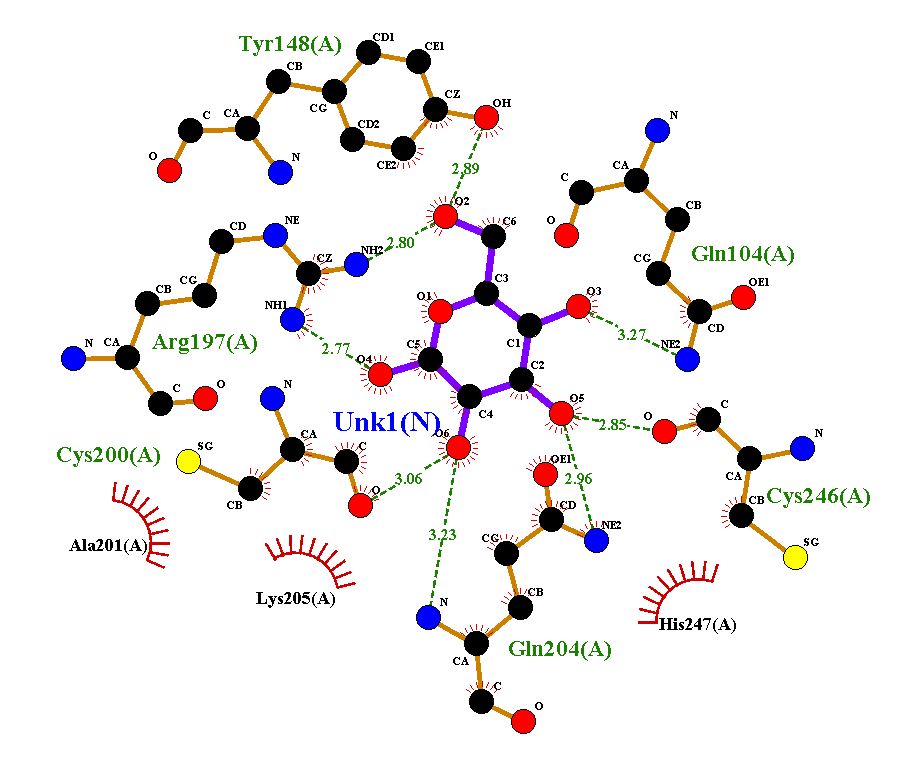 Tyr148(A)
CD1
CE1
CB
CZ
OH
CG
C
CA
CD2
CE2
O
N
2.89
N
CA
C
CB
O
O2
C6
2.80
CD
NE
NH2
CZ
CG
Gln104(A)
CB
CG
NH1
OE1
C3
O1
O3
CD
3.27
NE2
C1
Arg197(A)
2.77
N
CA
C5
O4
C2
C
O
C4
O5
N
Unk1(N)
O6
2.85
O
C
N
Cys200(A)
SG
CA
C
CB
O
3.06
OE1
2.96
CA
CB
Cys246(A)
CD
NE2
CG
3.23
SG
Ala201(A)
Lys205(A)
N
CB
His247(A)
CA
Gln204(A)
C
O